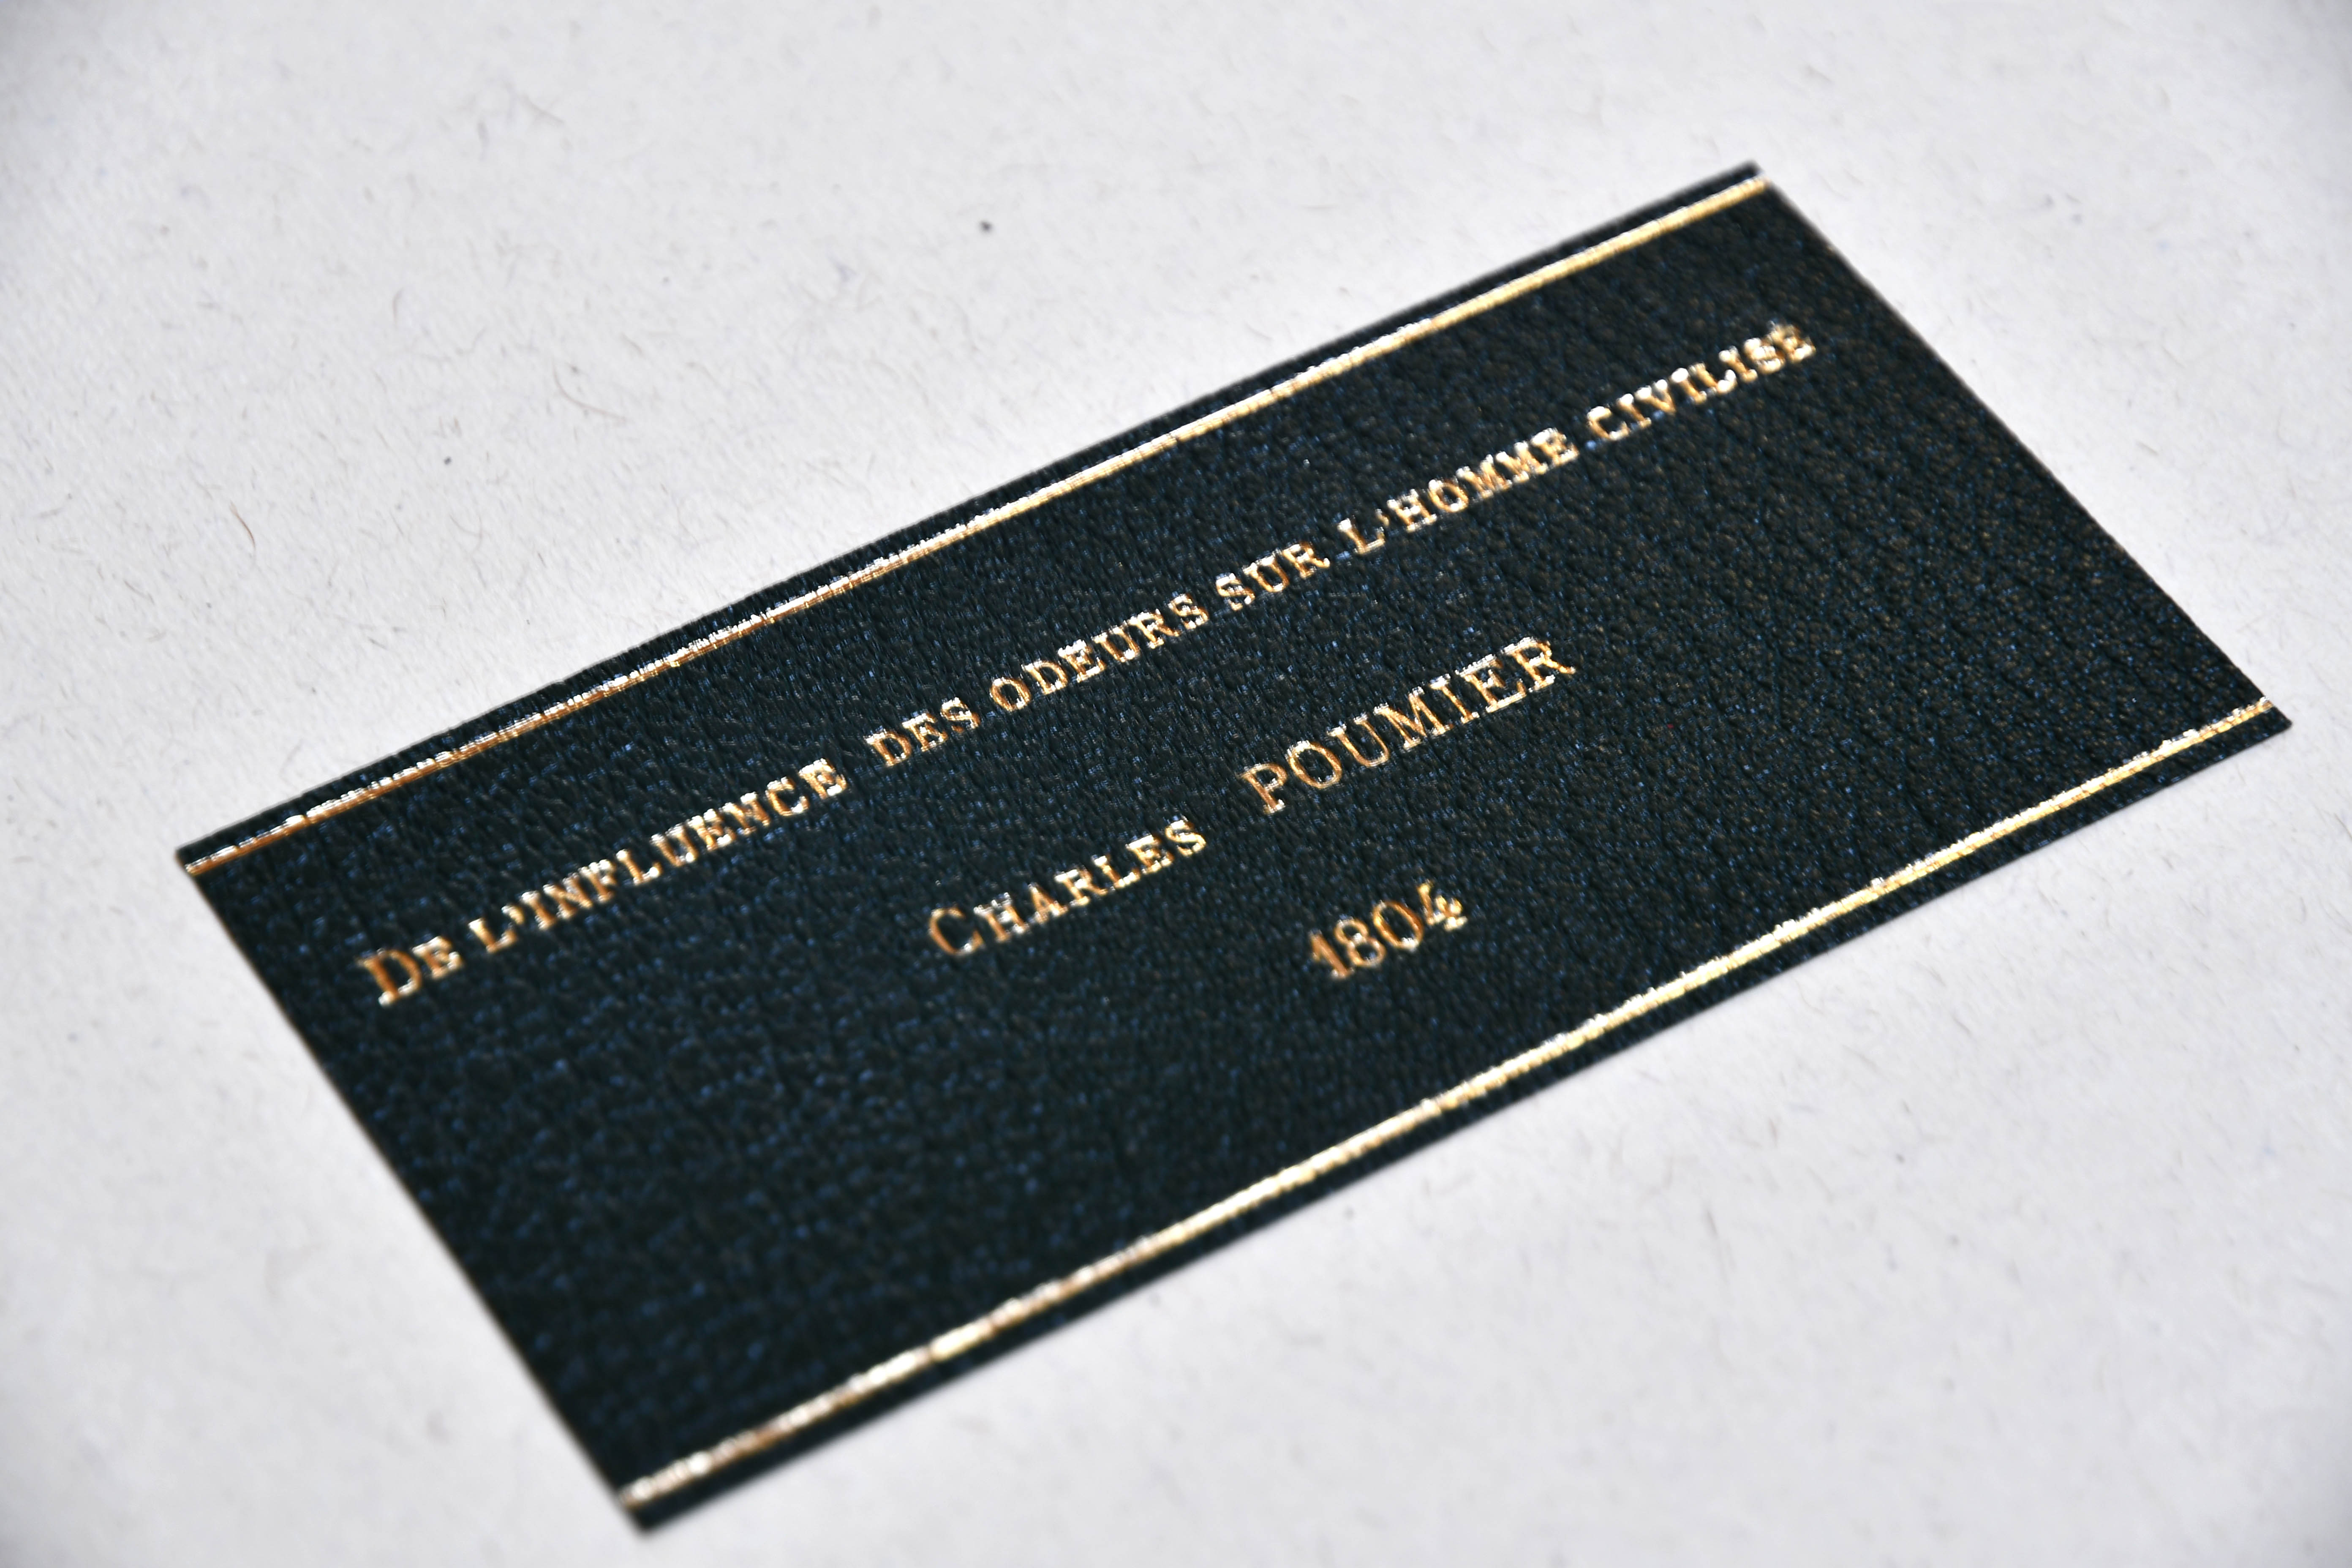 De l'influence des odeurs sur l'homme civilisé
Charles POUMIER
1804